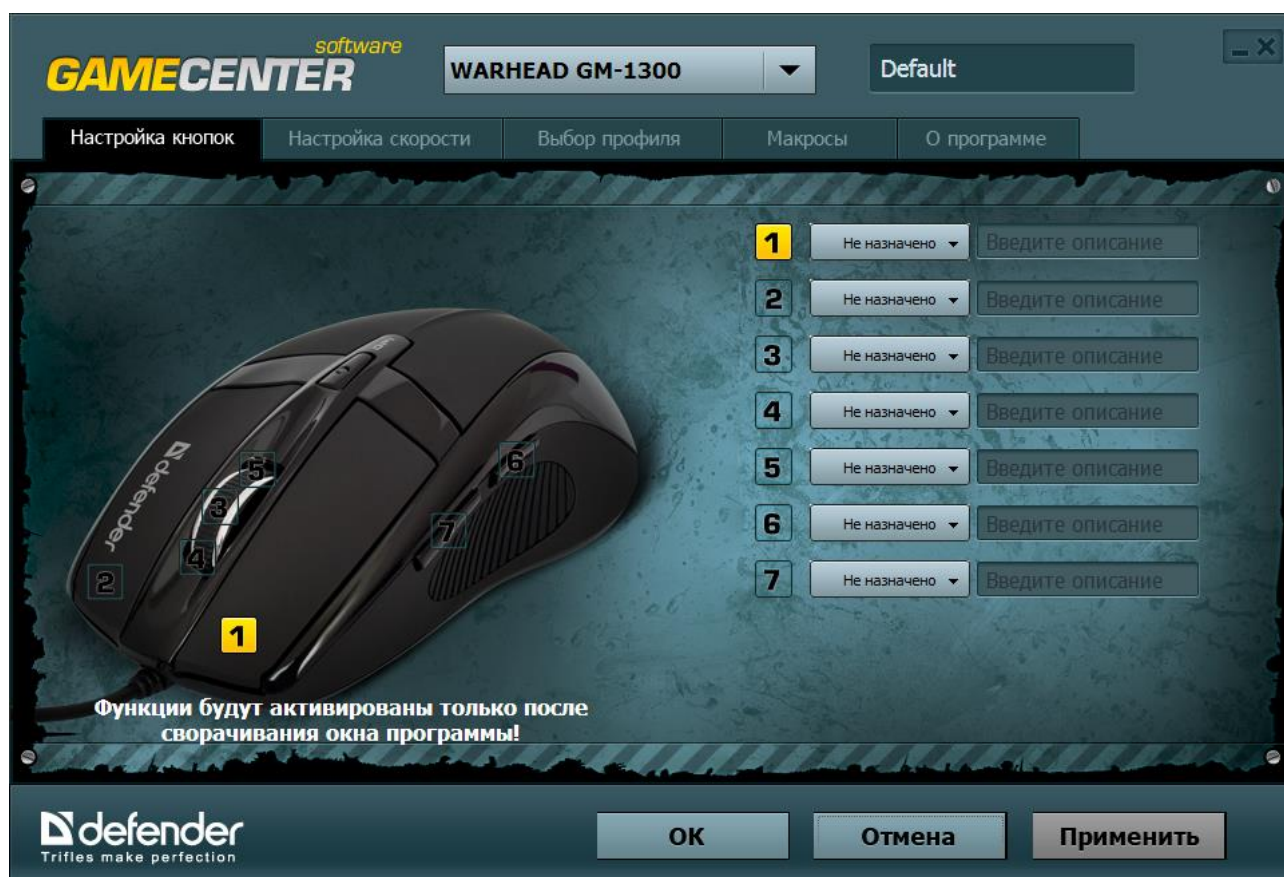 software
GAMECENTER
WARHEAD GM-1300
Default
Настройка кнопок
Настройка скорости
Выбор профиля
Макросы
О программе
1 Не назначено Введите описание
2 Не назначено Введите описание
3 Не назначено Введите описание
4 Не назначено Введите описание
5 Не назначено Введите описание
6 Не назначено Введите описание
7 Не назначено Введите описание
defender
5
6
3
7
4
2
1
Функции будут активированы только после
сворачивания окна программы!
defender
Trifles make perfection
ОК
Отмена
Применить